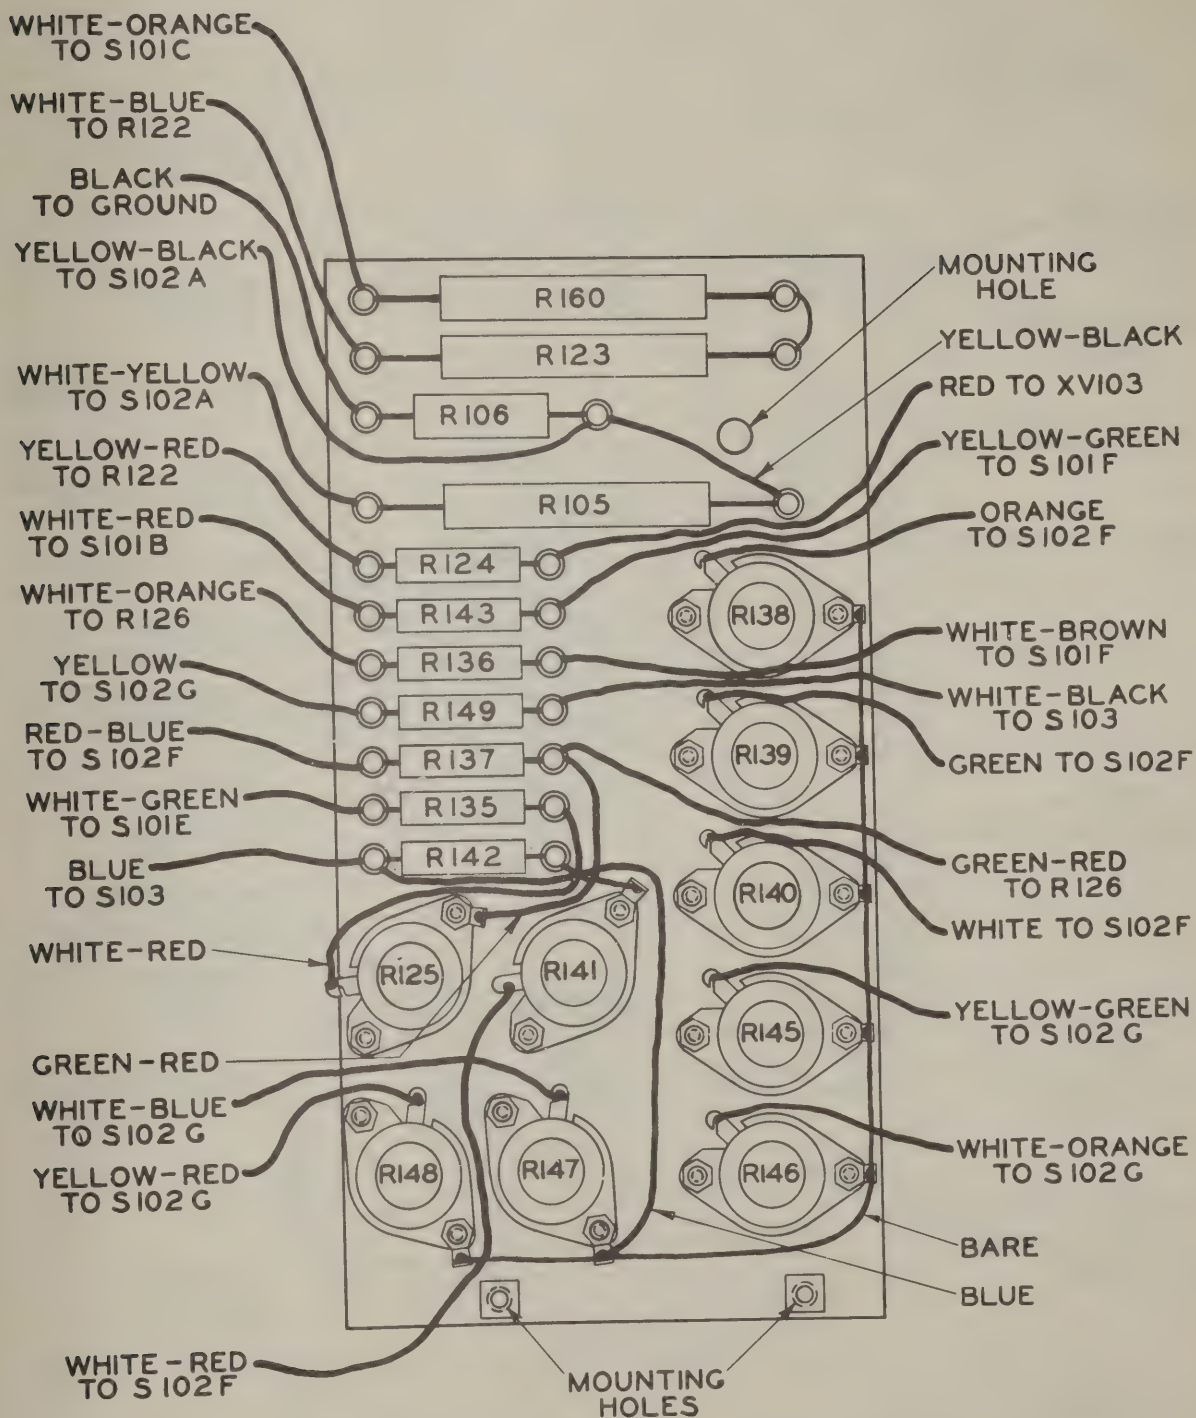 WHITE-ORANGE
TO S101C
WHITE-BLUE
TO R122
BLACK
TO GROUND
YELLOW-BLACK
TO S102A
WHITE-YELLOW
TO S102A
YELLOW-RED
TO R122
WHITE-RED
TO S101B
WHITE-ORANGE
TO R126
YELLOW
TO S102G
RED-BLUE
TO S102F
WHITE-GREEN
TO S101E
BLUE
TO S103
WHITE-RED
GREEN-RED
WHITE-BLUE
TO S102G
YELLOW-RED
TO S102G
WHITE-RED
TO S102F
R160
R123
R106
R105
R124
R143
R136
R149
R137
R135
R142
R125
R141
R148
R147
R138
R139
R140
R145
R146
MOUNTING
HOLE
YELLOW-BLACK
RED TO XV103
YELLOW-GREEN
TO S101F
ORANGE
TO S102F
WHITE-BROWN
TO S101F
WHITE-BLACK
TO S103
GREEN TO S102F
GREEN-RED
TO R126
WHITE TO S102F
YELLOW-GREEN
TO S102G
WHITE-ORANGE
TO S102G
BARE
BLUE
MOUNTING
HOLES